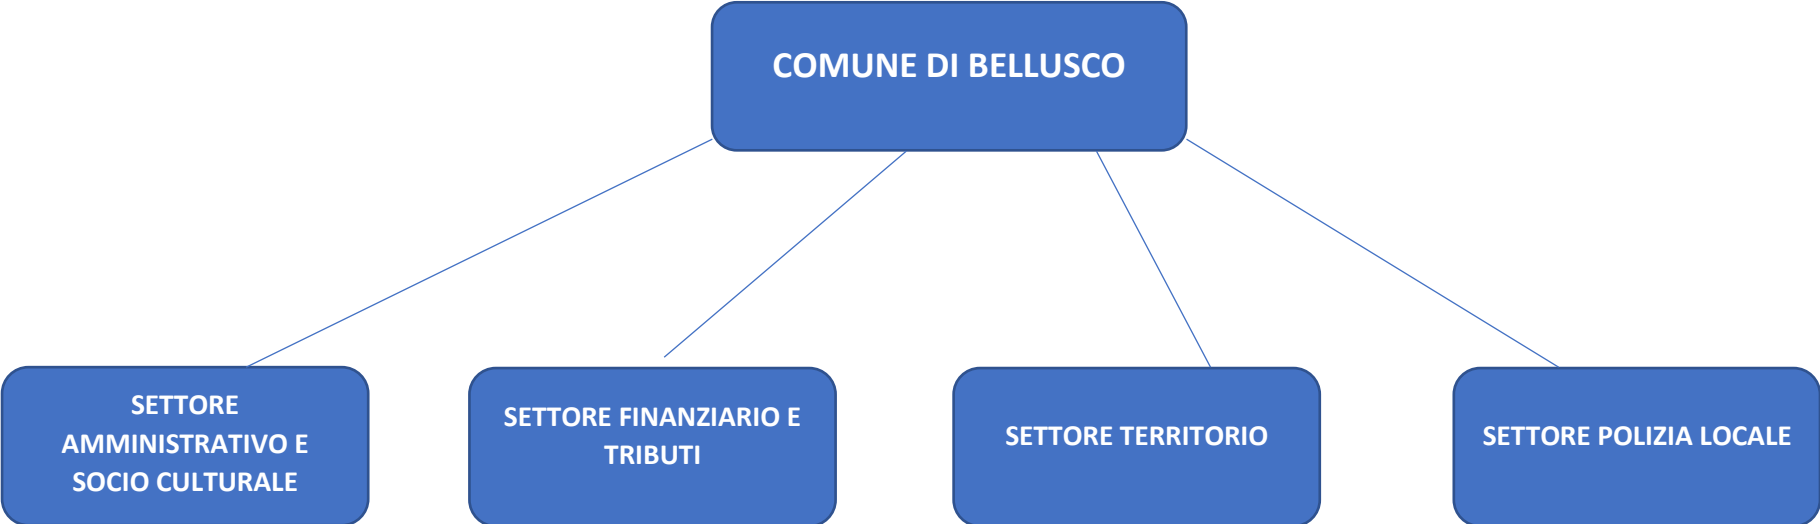 COMUNE DI BELLUSCO
SETTORE
AMMINISTRATIVO E
SOCIO CULTURALE
SETTORE FINANZIARIO E
TRIBUTI
SETTORE TERRITORIO
SETTORE POLIZIA LOCALE